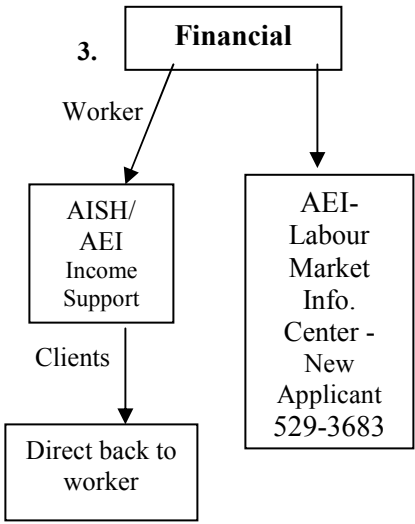 3.
Financial
Worker
AISH/
AEI
Income
Support
Clients
Direct back to
worker
AEI-
Labour
Market
Info.
Center -
New
Applicant
529-3683